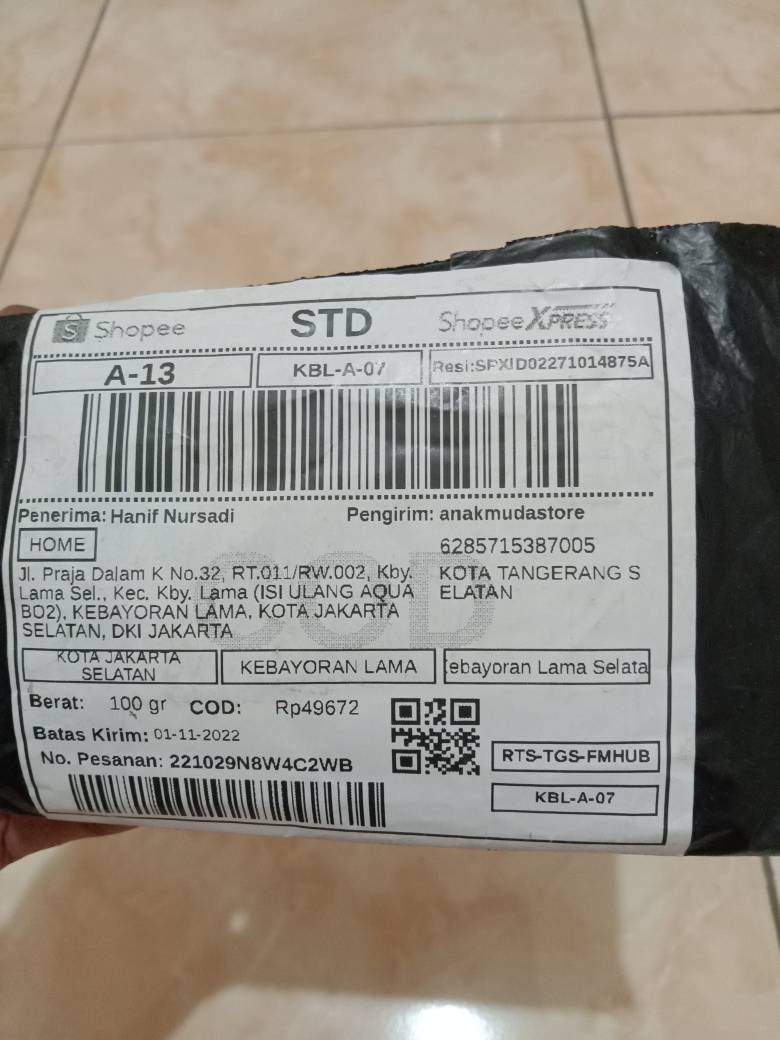 Shopee STD ShopeeXPRESS
A-13 KBL-A-07 Resi:SPXID02271014875A
Penerima: Hanif Nursadi Pengirim: anakmudastore
HOME 6285715387005
Jl. Praja Dalam K No.32, RT.011/RW.002, Kby. KOTA TANGERANG S
Lama Sel., Kec. Kby. Lama (ISI ULANG AQUA ELATAN
BO2), KEBAYORAN LAMA, KOTA JAKARTA
SELATAN, DKI JAKARTA
COD
KOTA JAKARTA
SELATAN KEBAYORAN LAMA ebayoran Lama Selata
Berat: 100 gr COD: Rp49672
Batas Kirim: 01-11-2022
No. Pesanan: 221029N8W4C2WB RTS-TGS-FMHUB
KBL-A-07